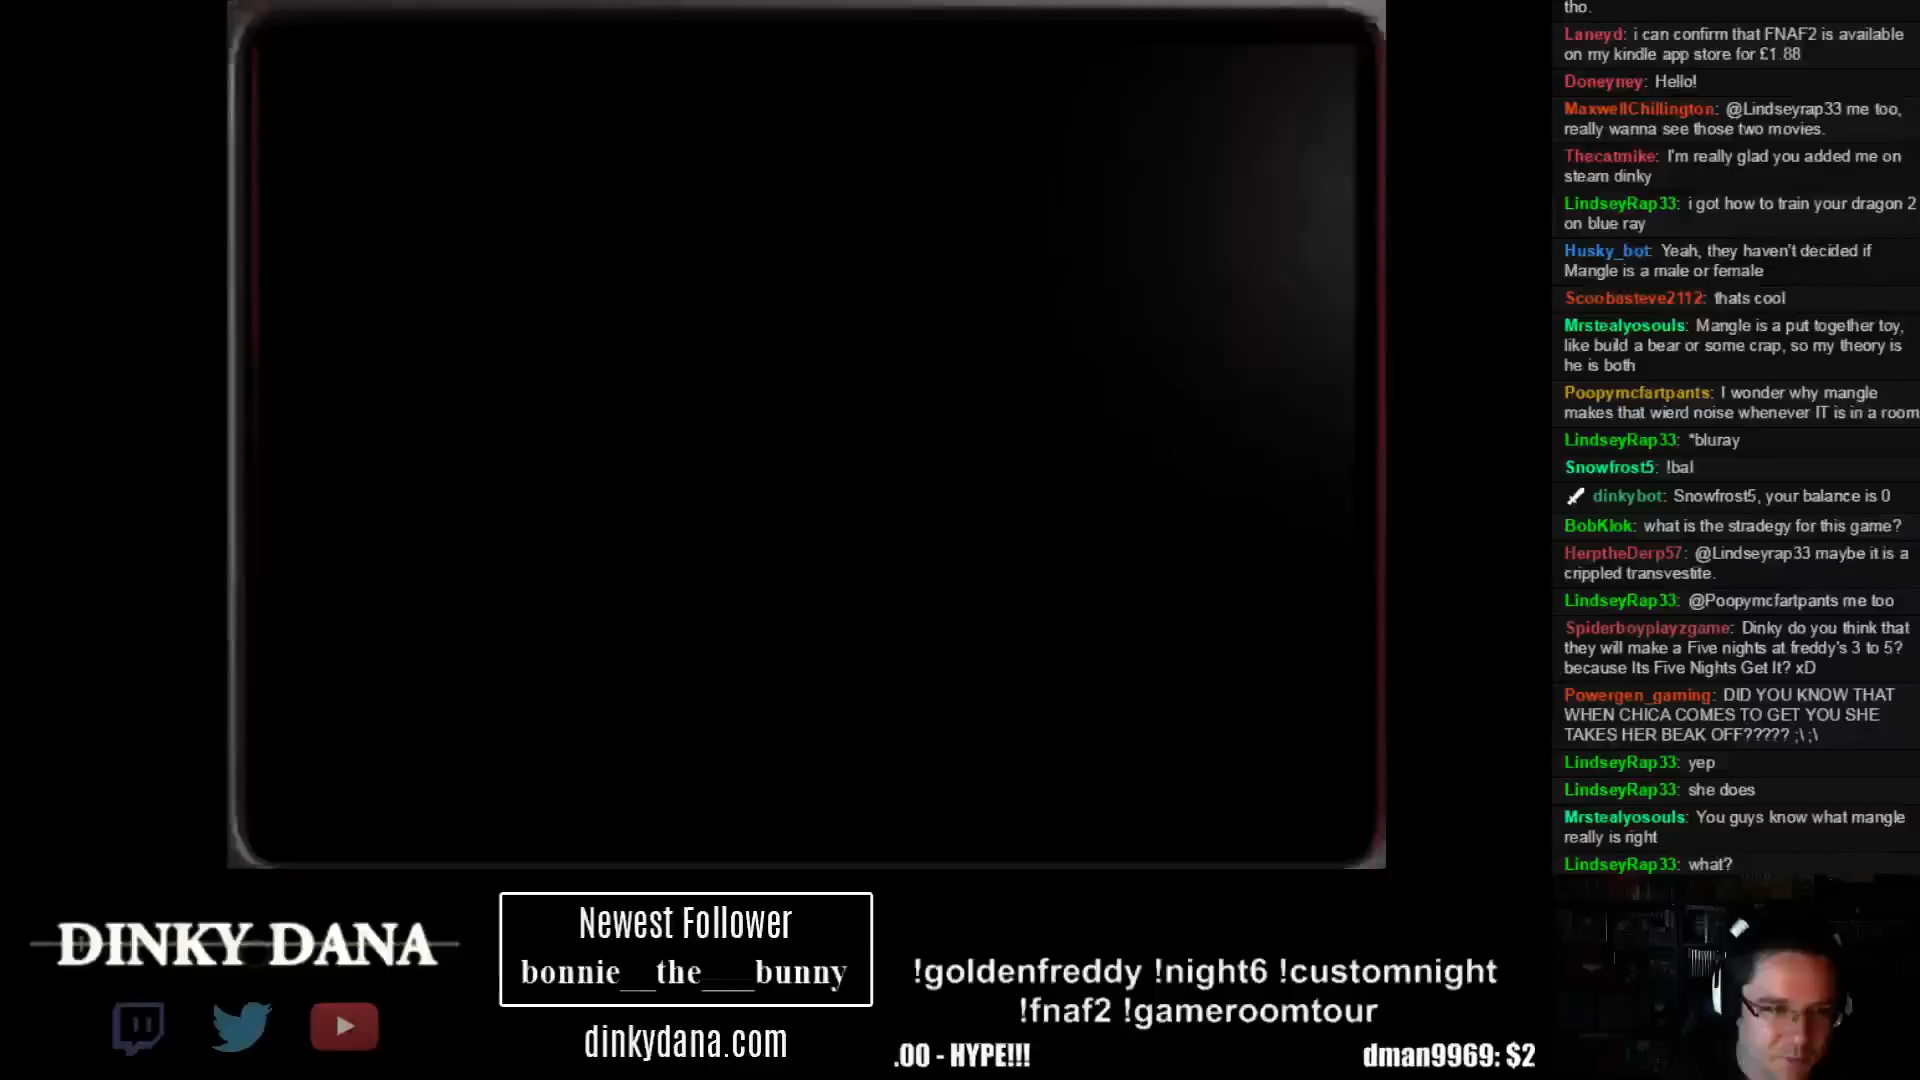 tho.
Laneyd: i can confirm that FNAF2 is available
on my kindle app store for £1.88
Doneyney: Hello!
MaxwellChillington: @Lindseyrap33 me too,
really wanna see those two movies.
Thecatmike: I'm really glad you added me on
steam dinky
LindseyRap33: i got how to train your dragon 2
on blue ray
Husky_bot: Yeah, they haven't decided if
Mangle is a male or female
Scoobasteve2112: thats cool
Mrstealyosouls: Mangle is a put together toy,
like build a bear or some crap, so my theory is
he is both
Poopymcfartpants: I wonder why mangle
makes that wierd noise whenever IT is in a room
LindseyRap33: *bluray
Snowfrost5: !bal
dinkybot: Snowfrost5, your balance is 0
BobKlok: what is the stradegy for this game?
HerptheDerp57: @Lindseyrap33 maybe it is a
crippled transvestite.
LindseyRap33: @Poopymcfartpants me too
Spiderboyplayzgame: Dinky do you think that
they will make a Five nights at freddy's 3 to 5?
because Its Five Nights Get It? xD
Powergen_gaming: DID YOU KNOW THAT
WHEN CHICA COMES TO GET YOU SHE
TAKES HER BEAK OFF????? ;\ ;\
LindseyRap33: yep
LindseyRap33: she does
Mrstealyosouls: You guys know what mangle
really is right
LindseyRap33: what?
DINKY DANA
Newest Follower
bonnie__the___bunny
dinkydana.com
!goldenfreddy !night6 !customnight
!fnaf2 !gameroomtour
.00 - HYPE!!! dman9969: $2